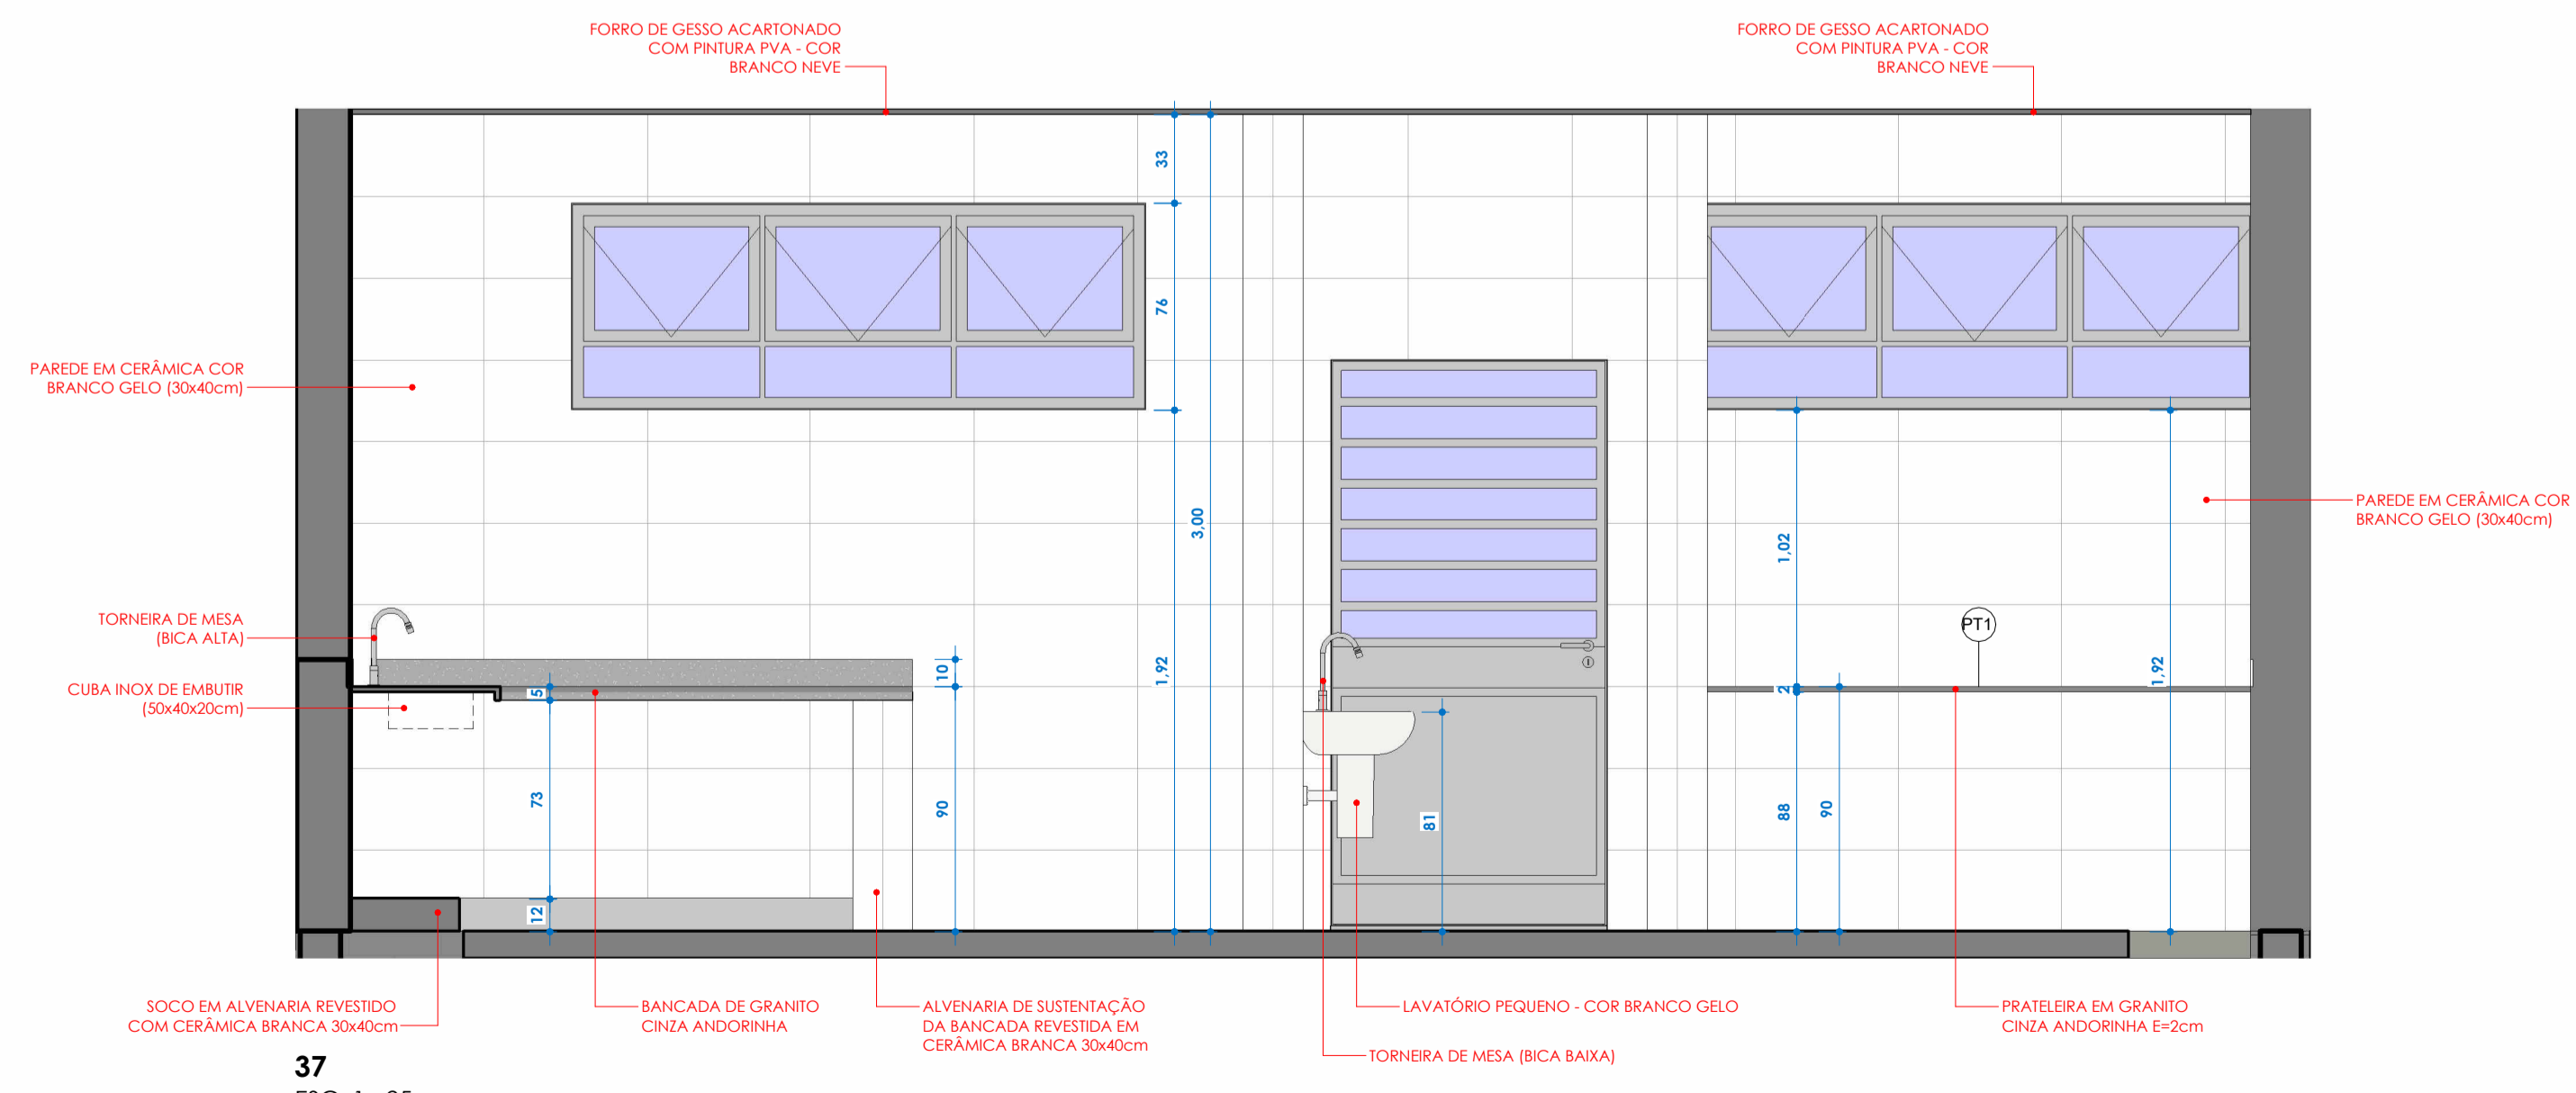 FORRO DE GESSO ACARTONADO
COM PINTURA PVA - COR
BRANCO NEVE
FORRO DE GESSO ACARTONADO
COM PINTURA PVA - COR
BRANCO NEVE
33
76
3,00
1,92
PAREDE EM CERÂMICA COR
BRANCO GELO (30x40cm)
PAREDE EM CERÂMICA COR
BRANCO GELO (30x40cm)
1,02
PT1
1,92
TORNEIRA DE MESA
(BICA ALTA)
CUBA INOX DE EMBUTIR
(50x40x20cm)
10
5
2
73
90
81
88
90
12
SOCO EM ALVENARIA REVESTIDO
COM CERÂMICA BRANCA 30x40cm
BANCADA DE GRANITO
CINZA ANDORINHA
ALVENARIA DE SUSTENTAÇÃO
DA BANCADA REVESTIDA EM
CERÂMICA BRANCA 30x40cm
LAVATÓRIO PEQUENO - COR BRANCO GELO
TORNEIRA DE MESA (BICA BAIXA)
PRATELEIRA EM GRANITO
CINZA ANDORINHA E=2cm
37